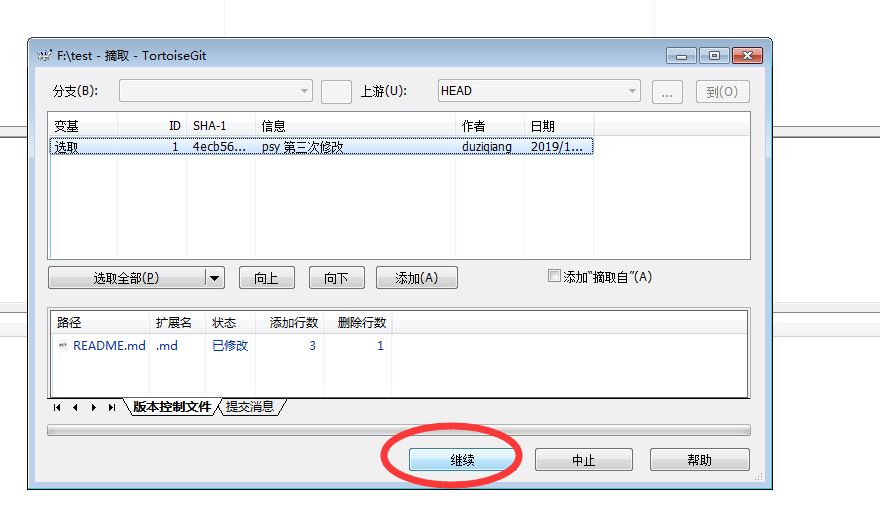 F:\test - 摘取 - TortoiseGit
分支(B): 上游(U): HEAD ... 到(O)
变基 ID SHA-1 信息 作者 日期
选取 1 4ecb56... psy 第三次修改 duziqiang 2019/1...
选取全部(P) 向上 向下 添加(A) 添加“摘取自”(A)
路径 扩展名 状态 添加行数 删除行数
README.md .md 已修改 3 1
版本控制文件 提交消息
继续 中止 帮助